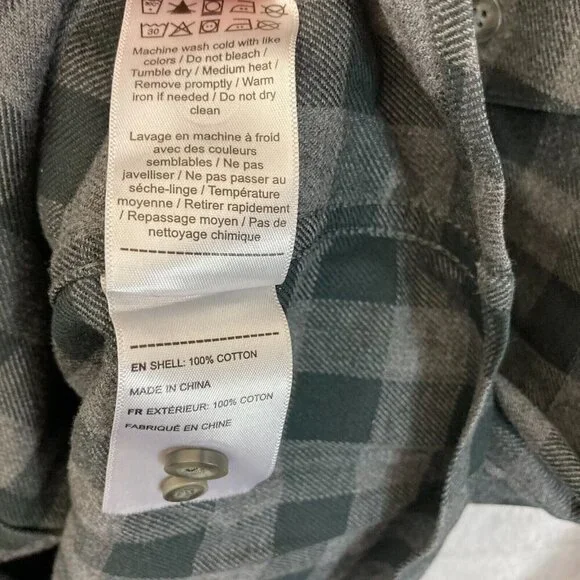 30
Machine wash cold with like
colors / Do not bleach /
Tumble dry / Medium heat /
Remove promptly / Warm
iron if needed / Do not dry
clean
Lavage en machine à froid
avec des couleurs
semblables / Ne pas
javelliser / Ne pas passer au
séche-linge / Température
moyenne / Retirer rapidement
/ Repassage moyen / Pas de
nettoyage chimique
EN SHELL: 100% COTTON
MADE IN CHINA
FR EXTÉRIEUR: 100% COTON
FABRIQUÉ EN CHINE